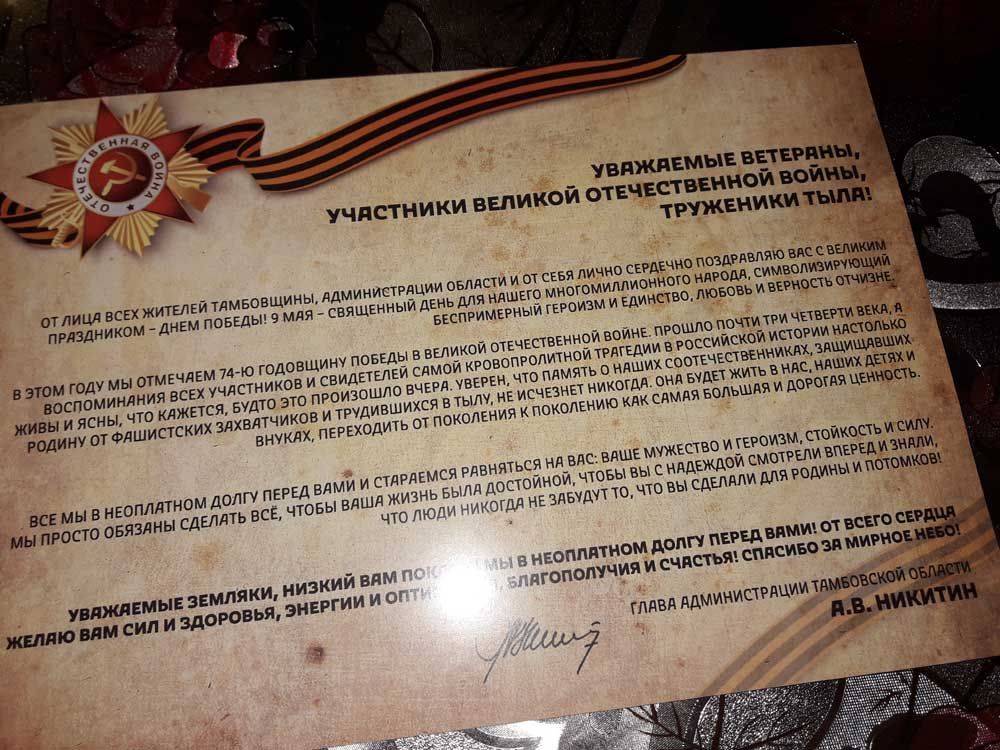 ОТЕЧЕСТВЕННАЯ ВОЙНА
УВАЖАЕМЫЕ ВЕТЕРАНЫ,
УЧАСТНИКИ ВЕЛИКОЙ ОТЕЧЕСТВЕННОЙ ВОЙНЫ,
ТРУЖЕНИКИ ТЫЛА!
ОТ ЛИЦА ВСЕХ ЖИТЕЛЕЙ ТАМБОВЩИНЫ, АДМИНИСТРАЦИИ ОБЛАСТИ И ОТ СЕБЯ ЛИЧНО СЕРДЕЧНО ПОЗДРАВЛЯЮ ВАС С ВЕЛИКИМ
ПРАЗДНИКОМ – ДНЕМ ПОБЕДЫ! 9 МАЯ – СВЯЩЕННЫЙ ДЕНЬ ДЛЯ НАШЕГО МНОГОМИЛЛИОННОГО НАРОДА, СИМВОЛИЗИРУЮЩИЙ
БЕСПРИМЕРНЫЙ ГЕРОИЗМ И ЕДИНСТВО, ЛЮБОВЬ И ВЕРНОСТЬ ОТЧИЗНЕ.
В ЭТОМ ГОДУ МЫ ОТМЕЧАЕМ 74-Ю ГОДОВЩИНУ ПОБЕДЫ В ВЕЛИКОЙ ОТЕЧЕСТВЕННОЙ ВОЙНЕ. ПРОШЛО ПОЧТИ ТРИ ЧЕТВЕРТИ ВЕКА, А
ВОСПОМИНАНИЯ ВСЕХ УЧАСТНИКОВ И СВИДЕТЕЛЕЙ САМОЙ КРОВОПРОЛИТНОЙ ТРАГЕДИИ В РОССИЙСКОЙ ИСТОРИИ НАСТОЛЬКО
ЖИВЫ И ЯСНЫ, ЧТО КАЖЕТСЯ, БУДТО ЭТО ПРОИЗОШЛО ВЧЕРА. УВЕРЕН, ЧТО ПАМЯТЬ О НАШИХ СООТЕЧЕСТВЕННИКАХ, ЗАЩИЩАВШИХ
РОДИНУ ОТ ФАШИСТСКИХ ЗАХВАТЧИКОВ И ТРУДИВШИХСЯ В ТЫЛУ, НЕ ИСЧЕЗНЕТ НИКОГДА. ОНА БУДЕТ ЖИТЬ В НАС, НАШИХ ДЕТЯХ И
ВНУКАХ, ПЕРЕХОДИТЬ ОТ ПОКОЛЕНИЯ К ПОКОЛЕНИЮ КАК САМАЯ БОЛЬШАЯ И ДОРОГАЯ ЦЕННОСТЬ.
ВСЕ МЫ В НЕОПЛАТНОМ ДОЛГУ ПЕРЕД ВАМИ И СТАРАЕМСЯ РАВНЯТЬСЯ НА ВАС: ВАШЕ МУЖЕСТВО И ГЕРОИЗМ, СТОЙКОСТЬ И СИЛУ.
МЫ ПРОСТО ОБЯЗАНЫ СДЕЛАТЬ ВСЁ, ЧТОБЫ ВАША ЖИЗНЬ БЫЛА ДОСТОЙНОЙ, ЧТОБЫ ВЫ С НАДЕЖДОЙ СМОТРЕЛИ ВПЕРЕД И ЗНАЛИ,
ЧТО ЛЮДИ НИКОГДА НЕ ЗАБУДУТ ТО, ЧТО ВЫ СДЕЛАЛИ ДЛЯ РОДИНЫ И ПОТОМКОВ!
УВАЖАЕМЫЕ ЗЕМЛЯКИ, НИЗКИЙ ВАМ МЫ В НЕОПЛАТНОМ ДОЛГУ ПЕРЕД ВАМИ! ОТ ВСЕГО СЕРДЦА
ЖЕЛАЮ ВАМ СИЛ И ЗДОРОВЬЯ, ЭНЕРГИИ И БЛАГОПОЛУЧИЯ И СЧАСТЬЯ! СПАСИБО ЗА МИРНОЕ НЕБО!
ГЛАВА АДМИНИСТРАЦИИ ТАМБОВСКОЙ ОБЛАСТИ
А.В. НИКИТИН